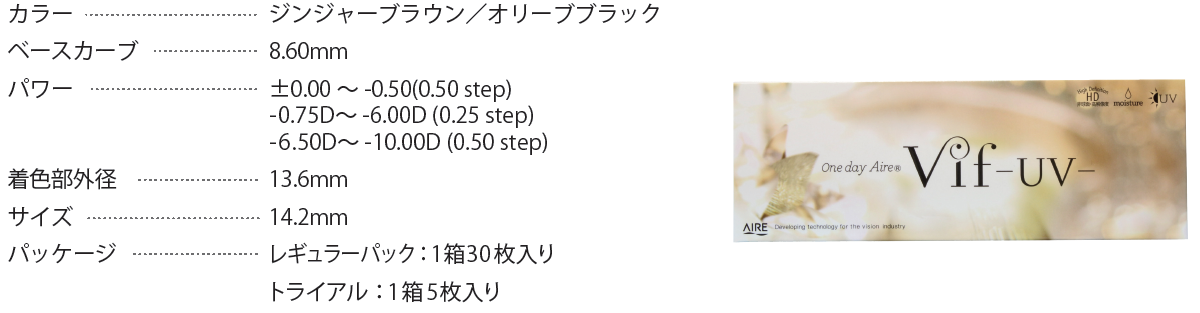 カラー ジンジャーブラウン／オリーブブラック
ベースカーブ 8.60mm
パワー ±0.00 〜 -0.50(0.50 step)
-0.75D〜 -6.00D (0.25 step)
-6.50D〜 -10.00D (0.50 step)
着色部外径 13.6mm
サイズ 14.2mm
パッケージ レギュラーパック：1箱30枚入り
トライアル ：1箱5枚入り
High Definition
HD
moisture
UV
One day Aire®
Vif-UV-
AIRE Developing technology for the vision industry